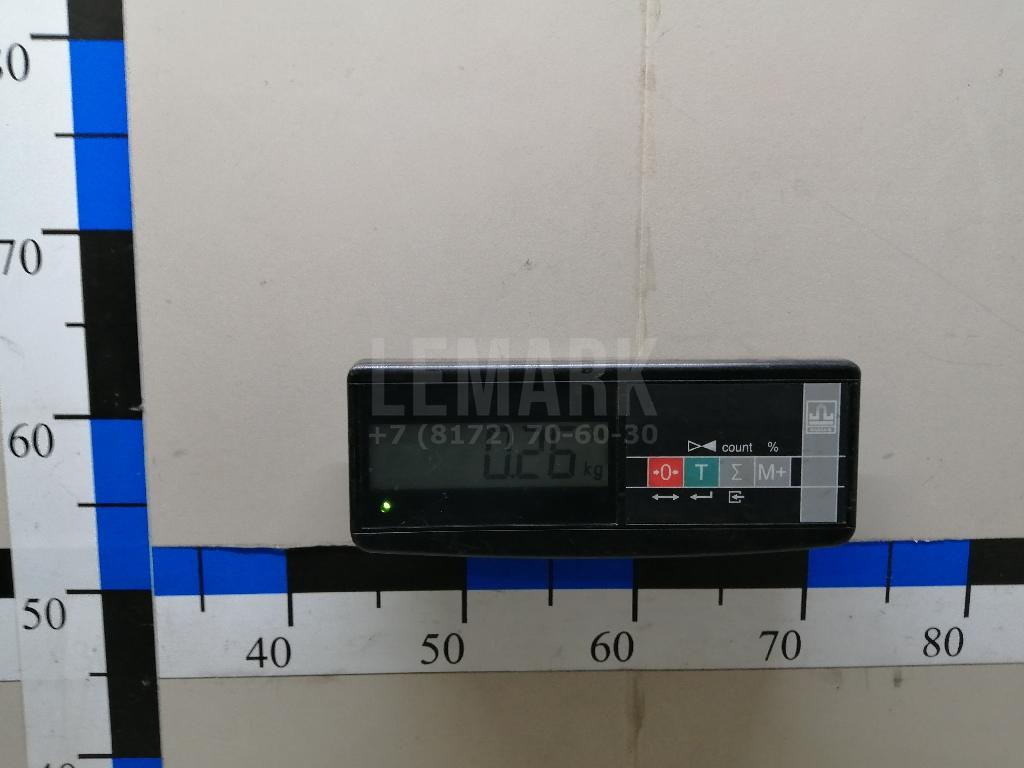 70
60
50
LEMARK
+7 (8172) 70-60-30
0.26 kg
count %
→0← T Σ M+
40 50 60 70 80